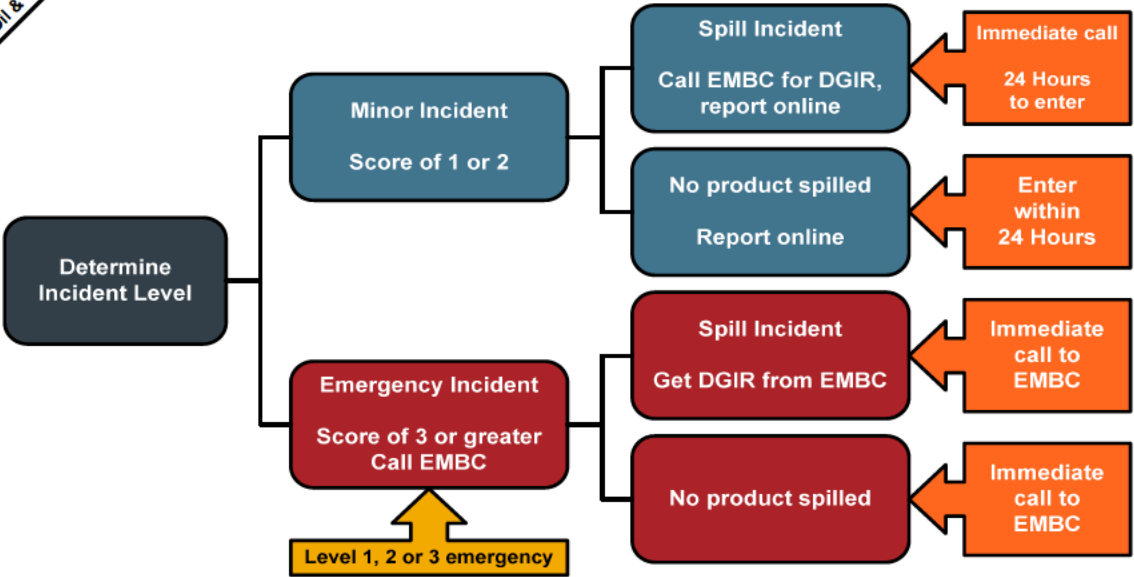 Oil &
Determine
Incident Level
Minor Incident
Score of 1 or 2
Spill Incident
Call EMBC for DGIR,
report online
Immediate call
24 Hours
to enter
No product spilled
Report online
Enter
within
24 Hours
Emergency Incident
Score of 3 or greater
Call EMBC
Level 1, 2 or 3 emergency
Spill Incident
Get DGIR from EMBC
Immediate
call to
EMBC
No product spilled
Immediate
call to
EMBC